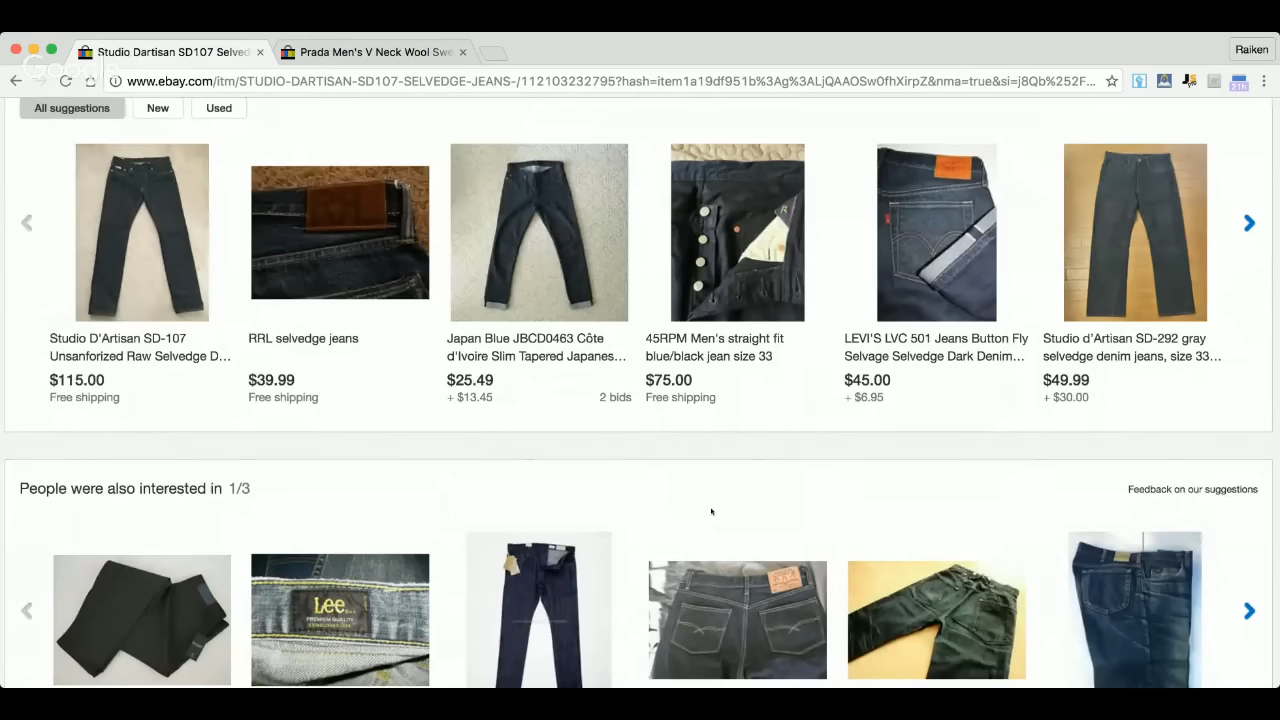 Studio Dartisan SD107 Selved
Prada Men's V Neck Wool Swe
Raiken
Google
www.ebay.com/itm/STUDIO-DARTISAN-SD107-SELVEDGE-JEANS-/112103232795?hash=item1a19df951b%3Ag%3ALjQAAOSw0fhXirpZ&nma=true&si=j8Qb%252F...
21h
All suggestions
New
Used
Studio D'Artisan SD-107
Unsanforized Raw Selvedge D...
$115.00
Free shipping
RRL selvedge jeans
$39.99
Free shipping
Japan Blue JBCD0463 Côte
d'Ivoire Slim Tapered Japanes...
$25.49
+ $13.45
2 bids
45RPM Men's straight fit
blue/black jean size 33
$75.00
Free shipping
LEVI'S LVC 501 Jeans Button Fly
Selvage Selvedge Dark Denim...
$45.00
+ $6.95
Studio d'Artisan SD-292 gray
selvedge denim jeans, size 33...
$49.99
+ $30.00
People were also interested in 1/3
Feedback on our suggestions
Lee
PREMIUM QUALITY